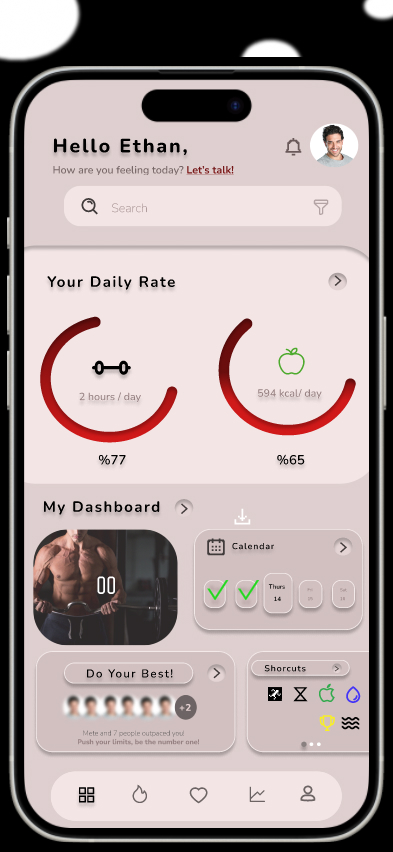 Hello Ethan,
How are you feeling today? Let's talk!
Search
Your Daily Rate
2 hours / day
594 kcal/ day
%77
%65
My Dashboard
Calendar
Thurs
14
Do Your Best!
+2
Mete and 7 people outpaced you!
Push your limits, be the number one!
Shorcuts